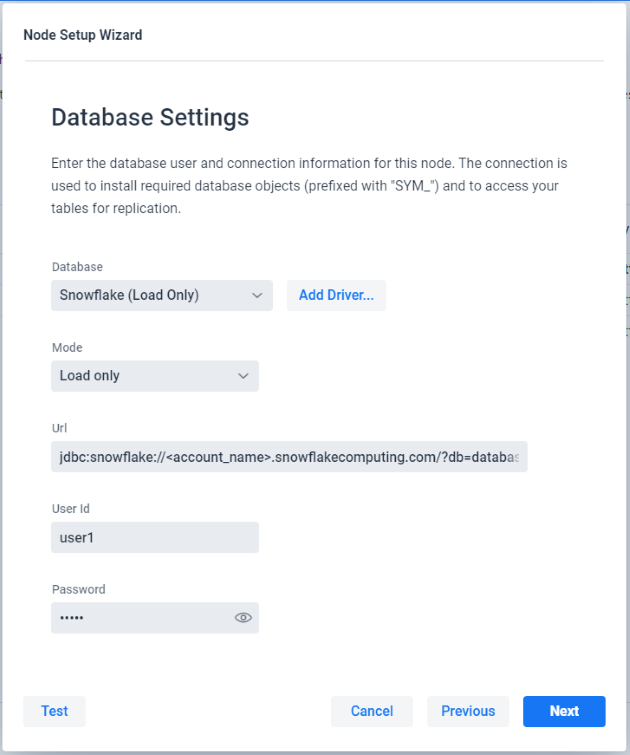 Node Setup Wizard
Database Settings
Enter the database user and connection information for this node. The connection is
used to install required database objects (prefixed with "SYM_") and to access your
tables for replication.
Database
Snowflake (Load Only)
Add Driver...
Mode
Load only
Url
jdbc:snowflake://<account_name>.snowflakecomputing.com/?db=databas
User Id
user1
Password
•••••
Test
Cancel
Previous
Next